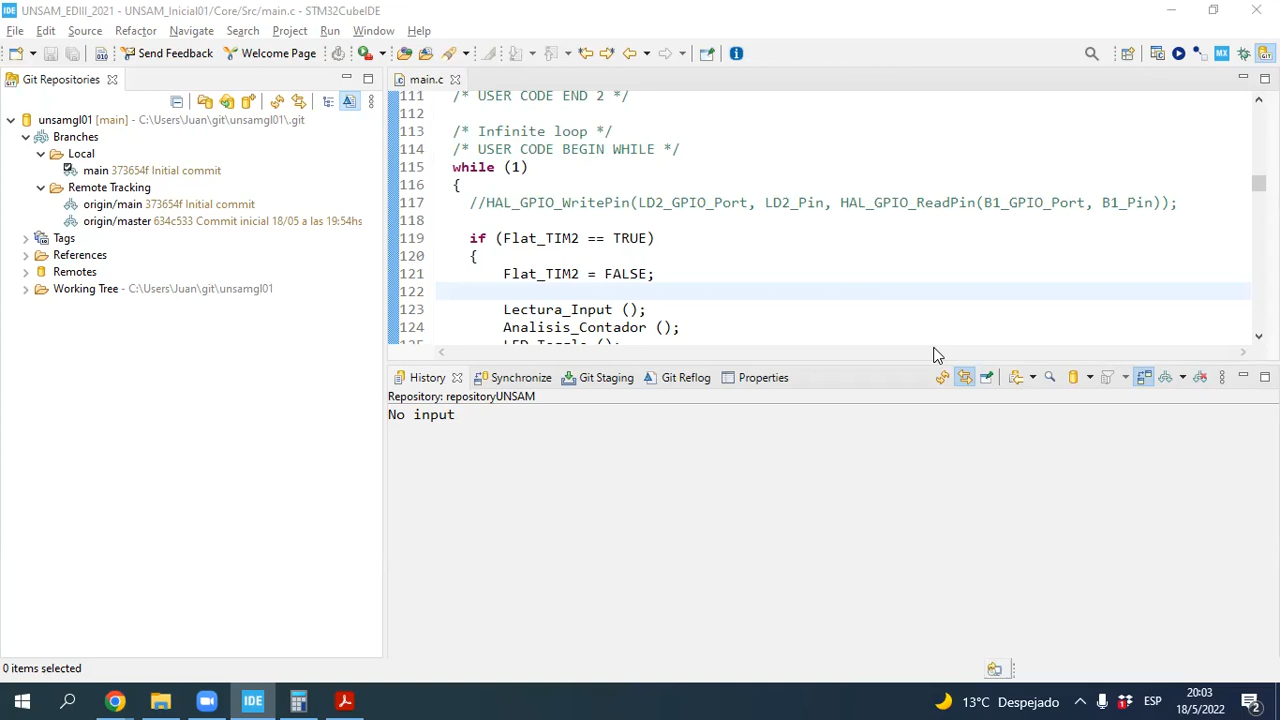 UNSAM_EDIII_2021 - UNSAM_Inicial01/Core/Src/main.c - STM32CubeIDE
File Edit Source Refactor Navigate Search Project Run Window Help
Send Feedback Welcome Page
Git Repositories
unsamgl01 [main] - C:\Users\Juan\git\unsamgl01\.git
Branches
Local
main 373654f Initial commit
Remote Tracking
origin/main 373654f Initial commit
origin/master 634c533 Commit inicial 18/05 a las 19:54hs
Tags
References
Remotes
Working Tree - C:\Users\Juan\git\unsamgl01
main.c
111 /* USER CODE END 2 */
112
113 /* Infinite loop */
114 /* USER CODE BEGIN WHILE */
115 while (1)
116 {
117 //HAL_GPIO_WritePin(LD2_GPIO_Port, LD2_Pin, HAL_GPIO_ReadPin(B1_GPIO_Port, B1_Pin));
118
119 if (Flat_TIM2 == TRUE)
120 {
121 Flat_TIM2 = FALSE;
122
123 Lectura_Input ();
124 Analisis_Contador ();
125 LED_Toggle ();
History Synchronize Git Staging Git Reflog Properties
Repository: repositoryUNSAM
No input
0 items selected
IDE
13°C Despejado
ESP
20:03
18/5/2022
2